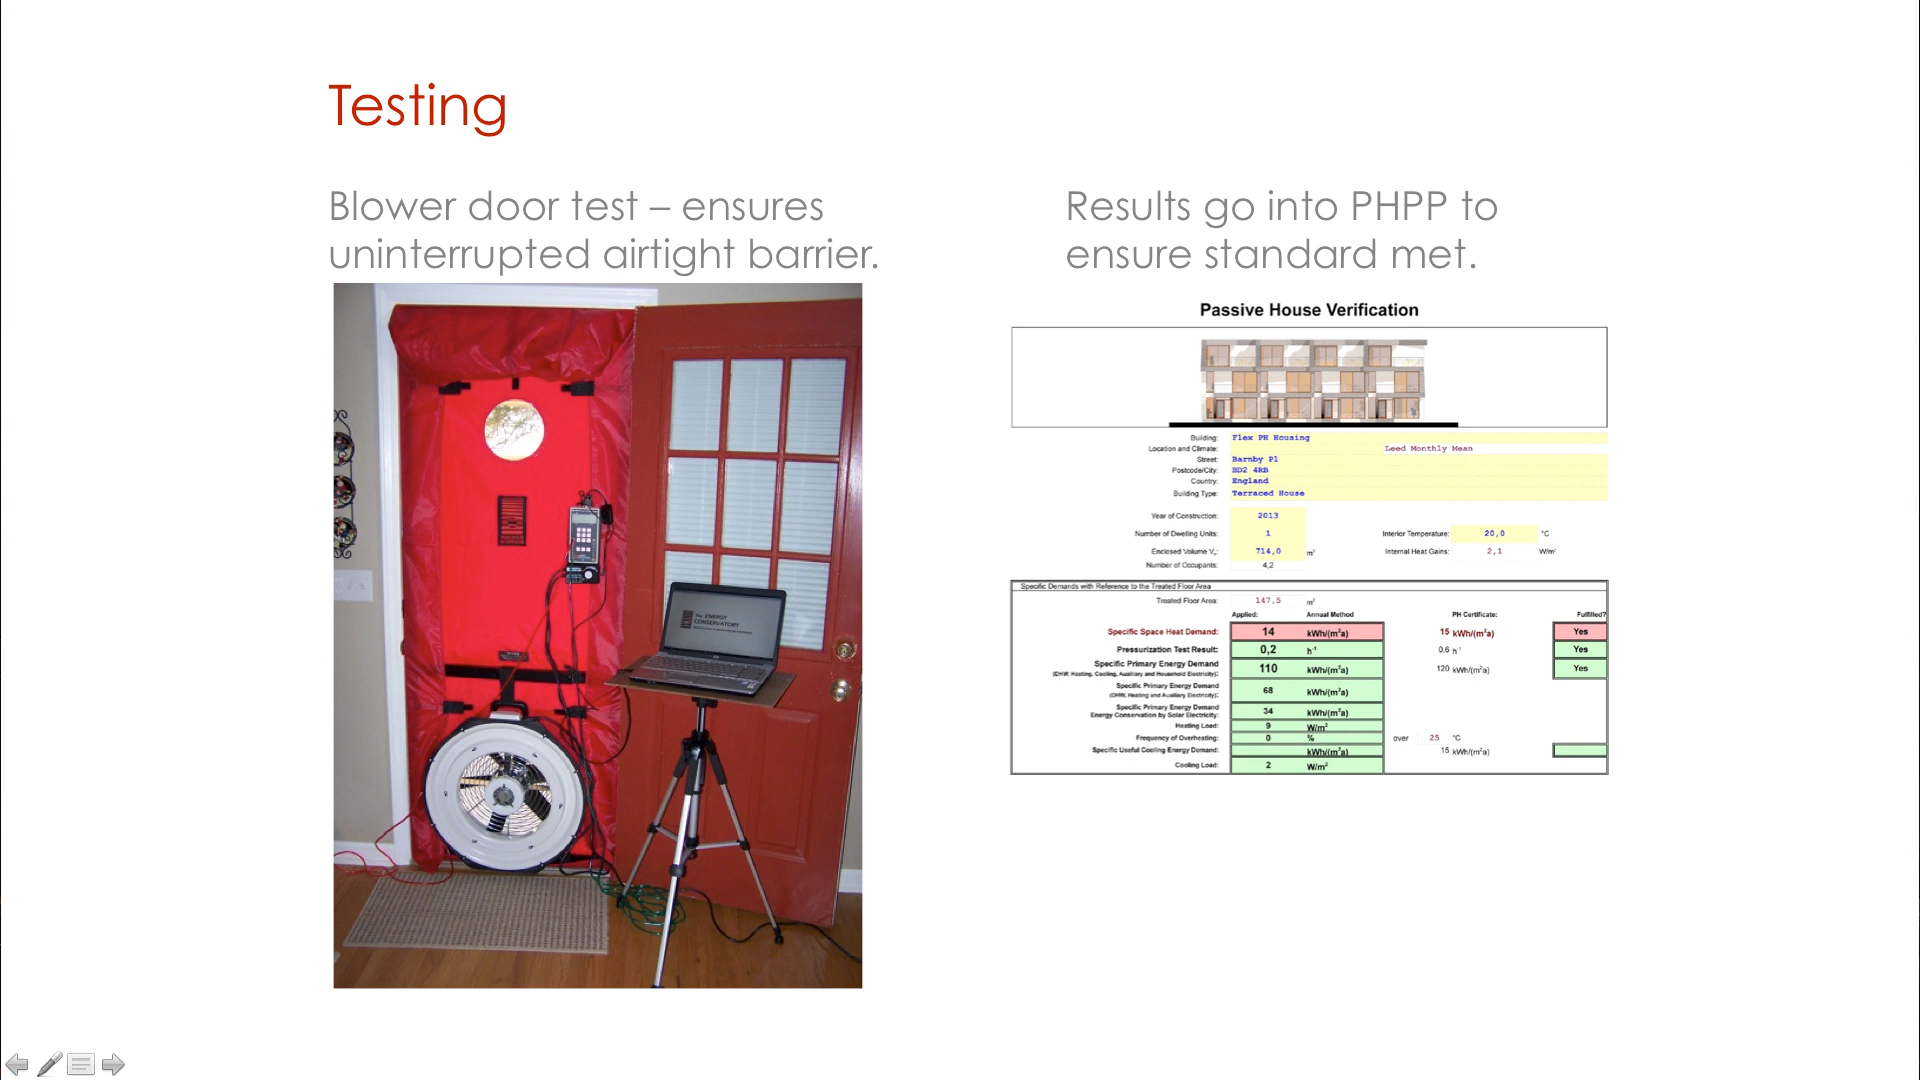 Testing
Blower door test – ensures
uninterrupted airtight barrier.
Results go into PHPP to
ensure standard met.
ENERGY
CONSERVATORY
Passive House Verification
Building: Flex PH Housing
Location and Climate: Leed Monthly Mean
Street: Barnby Pl
Postcode/City: BD2 4RB
Country: England
Building Type: Terraced House
Year of Construction: 2013
Number of Dwelling Units: 1 Interior Temperature: 20,0 °C
Enclosed Volume Ve: 714,0 m³ Internal Heat Gains: 2,1 W/m²
Number of Occupants: 4,2
Specific Demands with Reference to the Treated Floor Area
Treated Floor Area: 147,5 m²
Applied: Annual Method PH Certificate: Fulfilled?
Specific Space Heat Demand: 14 kWh/(m²a) 15 kWh/(m²a) Yes
Pressurization Test Result: 0,2 h⁻¹ 0,6 h⁻¹ Yes
Specific Primary Energy Demand
(DHW, Heating, Cooling, Auxiliary and Household Electricity): 110 kWh/(m²a) 120 kWh/(m²a) Yes
Specific Primary Energy Demand
(DHW, Heating and Auxiliary Electricity): 68 kWh/(m²a)
Specific Primary Energy Demand
Energy Conservation by Solar Electricity: 34 kWh/(m²a)
Heating Load: 9 W/m²
Frequency of Overheating: 0 % over 25 °C
Specific Useful Cooling Energy Demand: kWh/(m²a) 15 kWh/(m²a)
Cooling Load: 2 W/m²